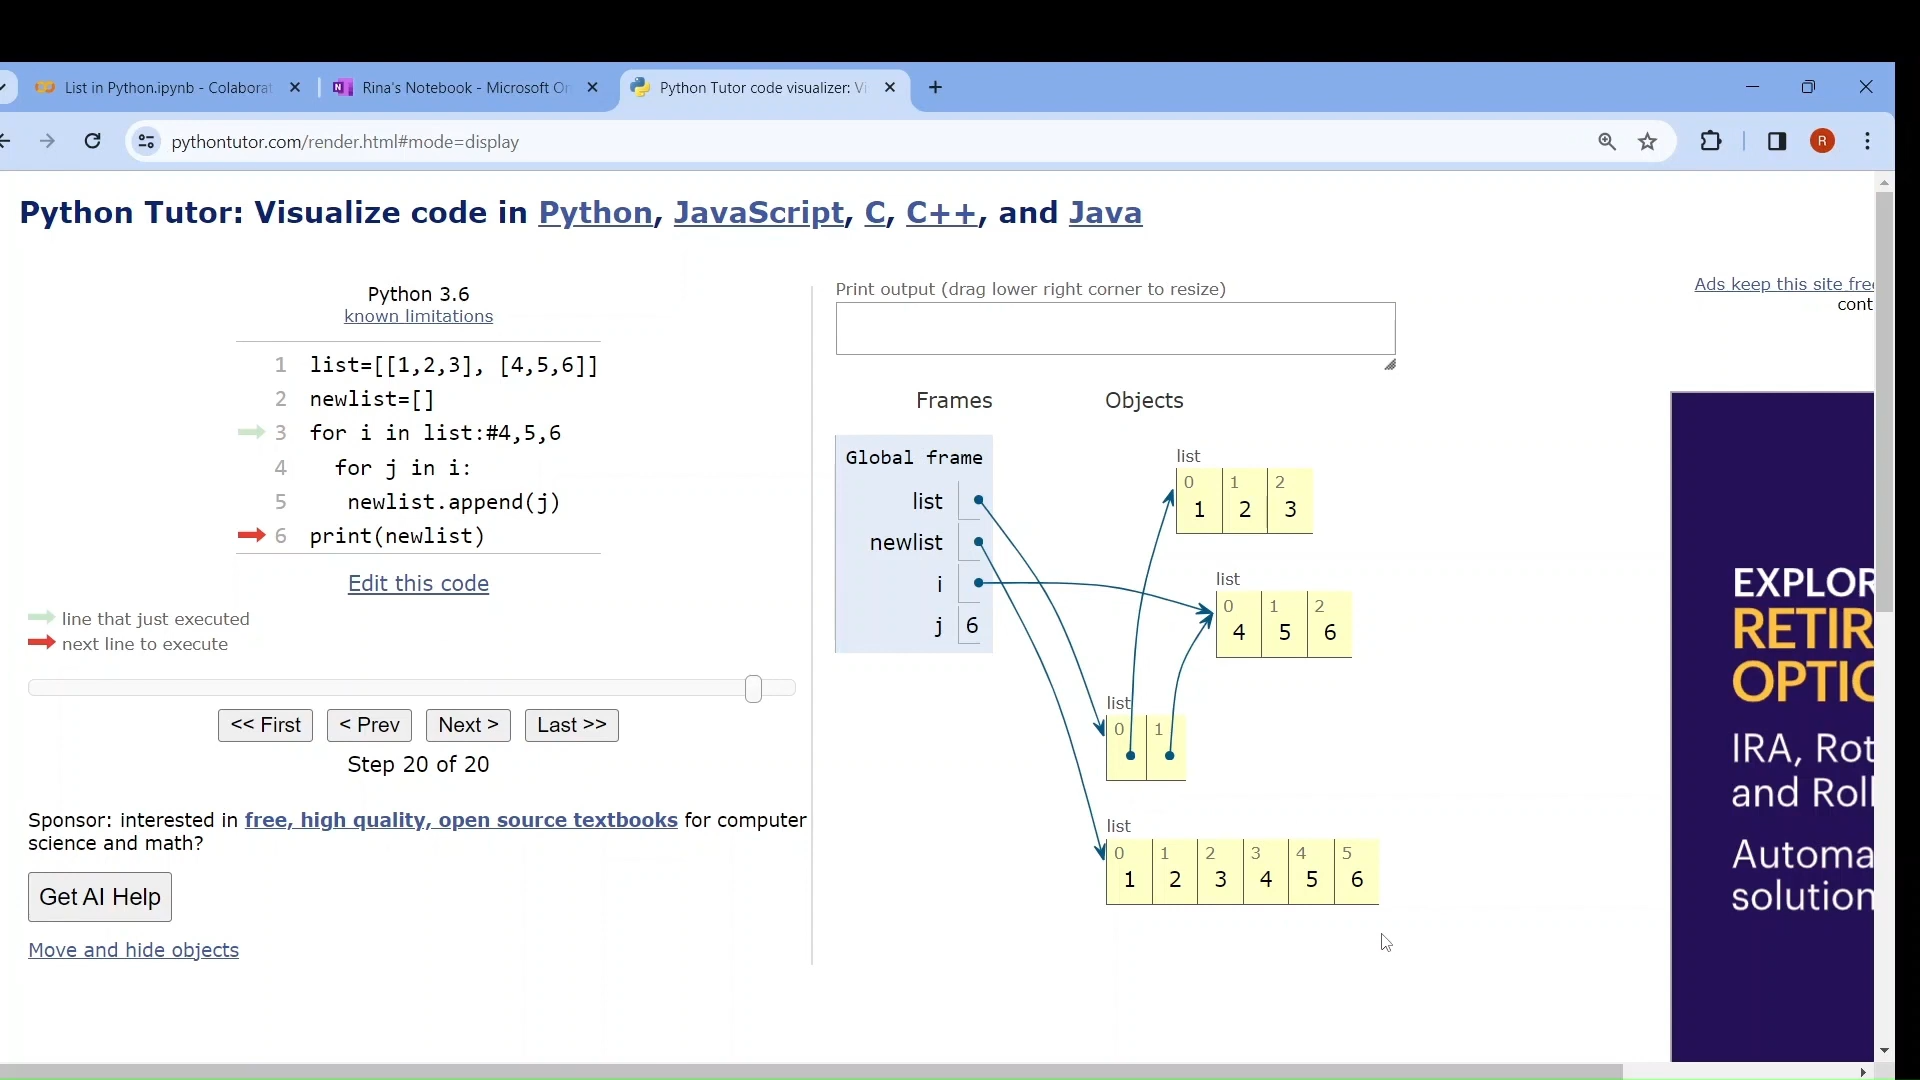 List in Python.ipynb - Colaborat
Rina's Notebook - Microsoft On
Python Tutor code visualizer: Vi
pythontutor.com/render.html#mode=display
R
Python Tutor: Visualize code in Python, JavaScript, C, C++, and Java
Python 3.6
known limitations
1 list=[[1,2,3], [4,5,6]]
2 newlist=[]
3 for i in list:#4,5,6
4 for j in i:
5 newlist.append(j)
6 print(newlist)
Edit this code
line that just executed
next line to execute
<< First
< Prev
Next >
Last >>
Step 20 of 20
Sponsor: interested in free, high quality, open source textbooks for computer
science and math?
Get AI Help
Move and hide objects
Print output (drag lower right corner to resize)
Frames
Objects
Global frame
list
newlist
i
j 6
list
0 1 2
1 2 3
list
0 1 2
4 5 6
list
0 1
list
0 1 2 3 4 5
1 2 3 4 5 6
Ads keep this site free
cont
EXPLOR
RETIR
OPTIO
IRA, Rot
and Roll
Automa
solution